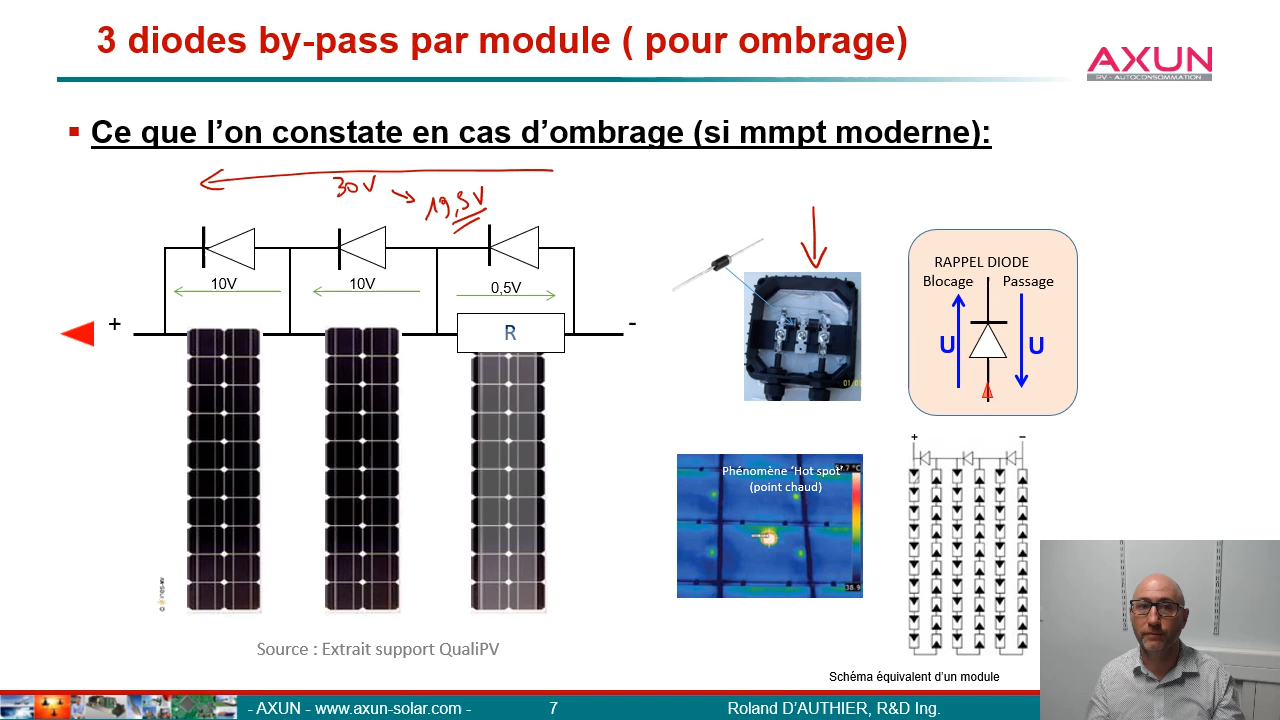 3 diodes by-pass par module ( pour ombrage)
AXUN
PV - AUTOCONSOMMATION
Ce que l’on constate en cas d’ombrage (si mmpt moderne):
30V
19,5V
10V
10V
0,5V
+
-
R
RAPPEL DIODE
Blocage
Passage
U
U
Phénomène ‘Hot spot’
(point chaud)
38.9
+
–
Source : Extrait support QualiPV
Schéma équivalent d’un module
- AXUN - www.axun-solar.com -
7
Roland D’AUTHIER, R&D Ing.